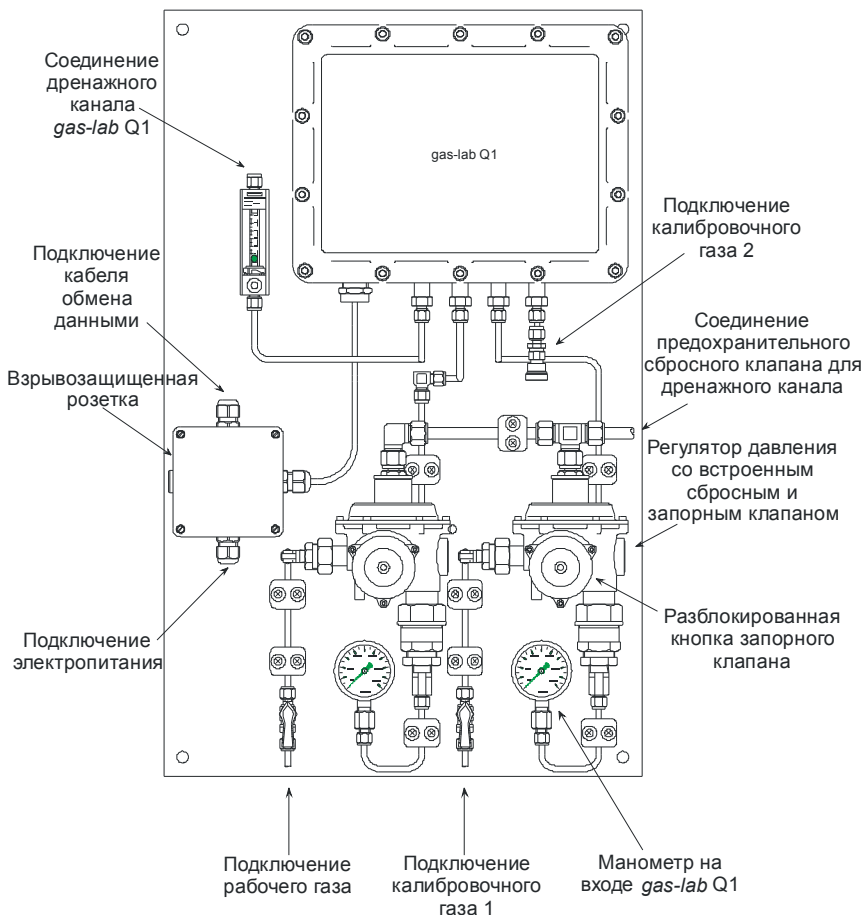 Соединение
дренажного
канала
gas-lab Q1
gas-lab Q1
Подключение
калибровочного
газа 2
Подключение
кабеля
обмена
данными
Соединение
предохранительного
сбросного клапана для
дренажного канала
Взрывозащищенная
розетка
Регулятор давления
со встроенным
сбросным и
запорным клапаном
Разблокированная
кнопка запорного
клапана
Подключение
электропитания
Подключение
рабочего газа
Подключение
калибровочного
газа 1
Манометр на
входе gas-lab Q1